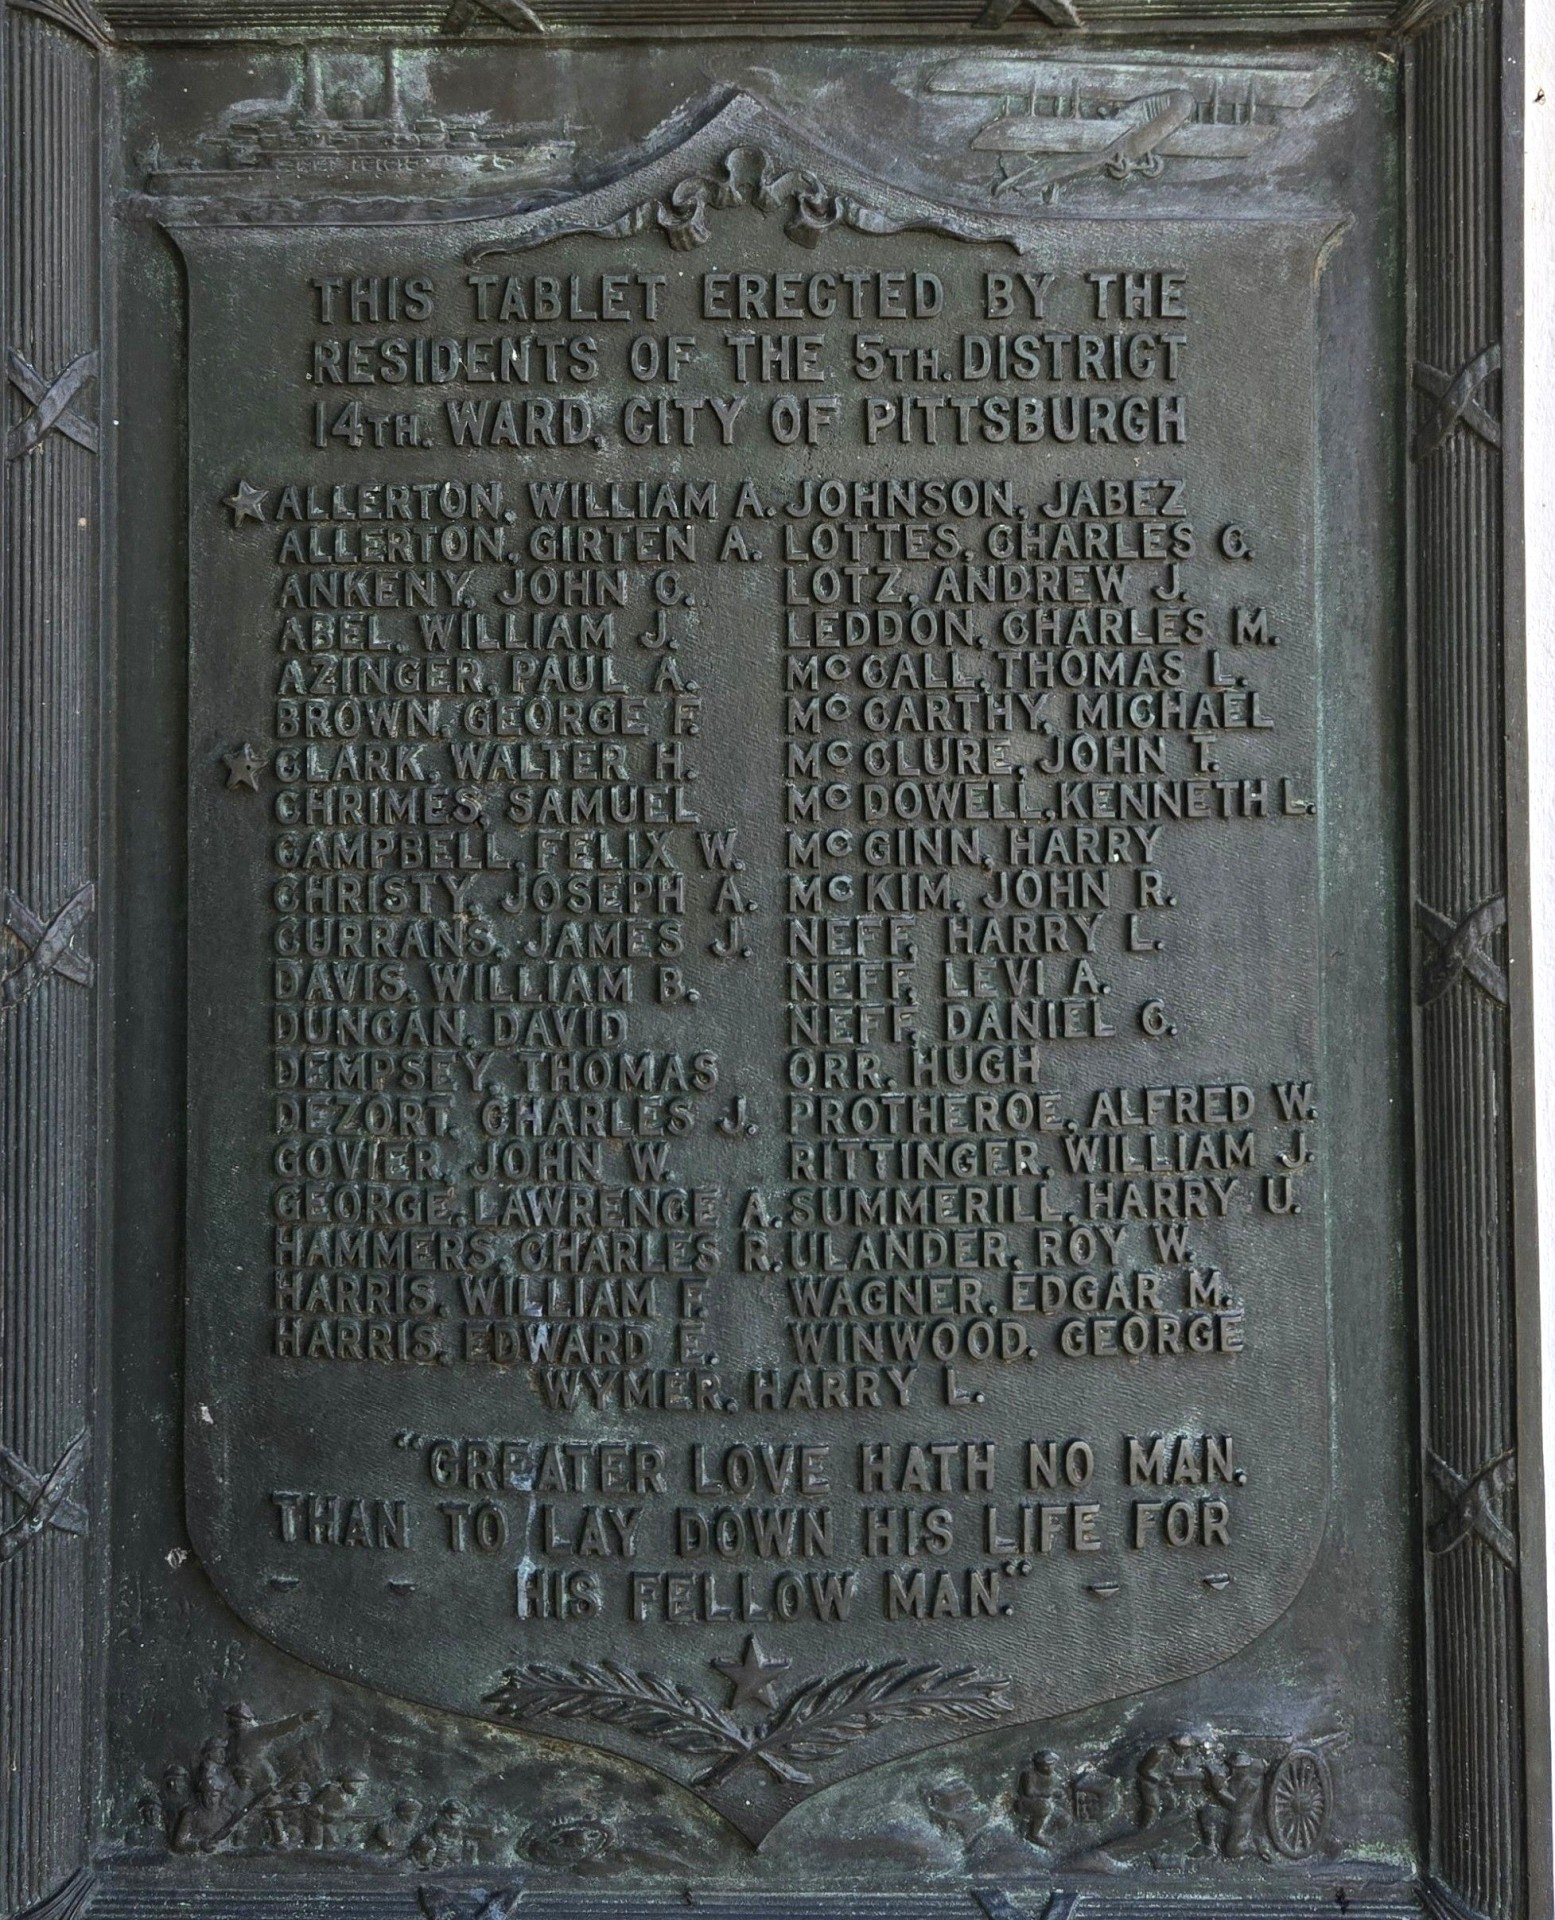 THIS TABLET ERECTED BY THE
RESIDENTS OF THE 5TH. DISTRICT
14TH. WARD, CITY OF PITTSBURGH
ALLERTON, WILLIAM A.
ALLERTON, GIRTEN A.
ANKENY, JOHN C.
ABEL, WILLIAM J.
AZINGER, PAUL A.
BROWN, GEORGE F.
CLARK, WALTER H.
CHRIMES, SAMUEL
CAMPBELL, FELIX W.
CHRISTY, JOSEPH A.
CURRANS, JAMES J.
DAVIS, WILLIAM B.
DUNCAN, DAVID
DEMPSEY, THOMAS
DEZORT, CHARLES J.
GOVIER, JOHN W.
GEORGE, LAWRENCE A.
HAMMERS, CHARLES R.
HARRIS, WILLIAM F.
HARRIS, EDWARD E.
JOHNSON, JABEZ
LOTTES, CHARLES C.
LOTZ, ANDREW J.
LEDDON, CHARLES M.
McCALL, THOMAS L.
McCARTHY, MICHAEL
McCLURE, JOHN T.
McDOWELL, KENNETH L.
McGINN, HARRY
McKIM, JOHN R.
NEFF, HARRY L.
NEFF, LEVI A.
NEFF, DANIEL C.
ORR, HUGH
PROTHEROE, ALFRED W.
RITTINGER, WILLIAM J.
SUMMERILL, HARRY U.
ULANDER, ROY W.
WAGNER, EDGAR M.
WINWOOD, GEORGE
WYMER, HARRY L.
"GREATER LOVE HATH NO MAN.
THAN TO LAY DOWN HIS LIFE FOR
- - HIS FELLOW MAN." - -